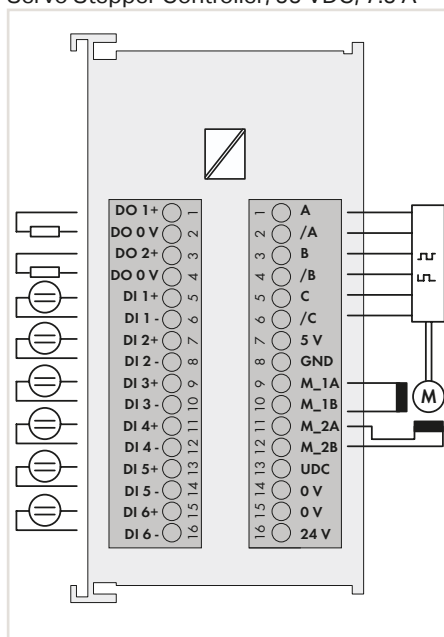 Servo Stepper Controller, VDC, A
DO 1+ 1
DO 0 V 2
DO 2+ 3
DO 0 V 4
DI 1+ 5
DI 1 - 6
DI 2+ 7
DI 2 - 8
DI 3+ 9
DI 3 - 10
DI 4+ 11
DI 4 - 12
DI 5+ 13
DI 5 - 14
DI 6+ 15
DI 6 - 16
1 A
2 /A
3 B
4 /B
5 C
6 /C
7 5 V
8 GND
9 M_1A
10 M_1B
11 M_2A
12 M_2B
13 UDC
14 0 V
15 0 V
16 24 V
M